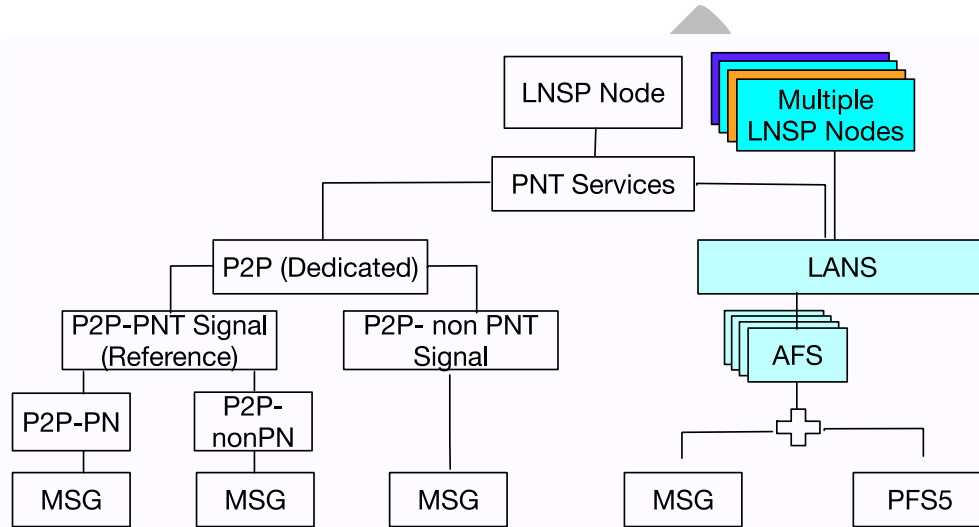 LNSP Node
Multiple
LNSP Nodes
PNT Services
P2P (Dedicated)
LANS
P2P-PNT Signal
(Reference)
P2P- non PNT
Signal
AFS
P2P-PN
P2P-
nonPN
MSG
MSG
MSG
MSG
PFS5